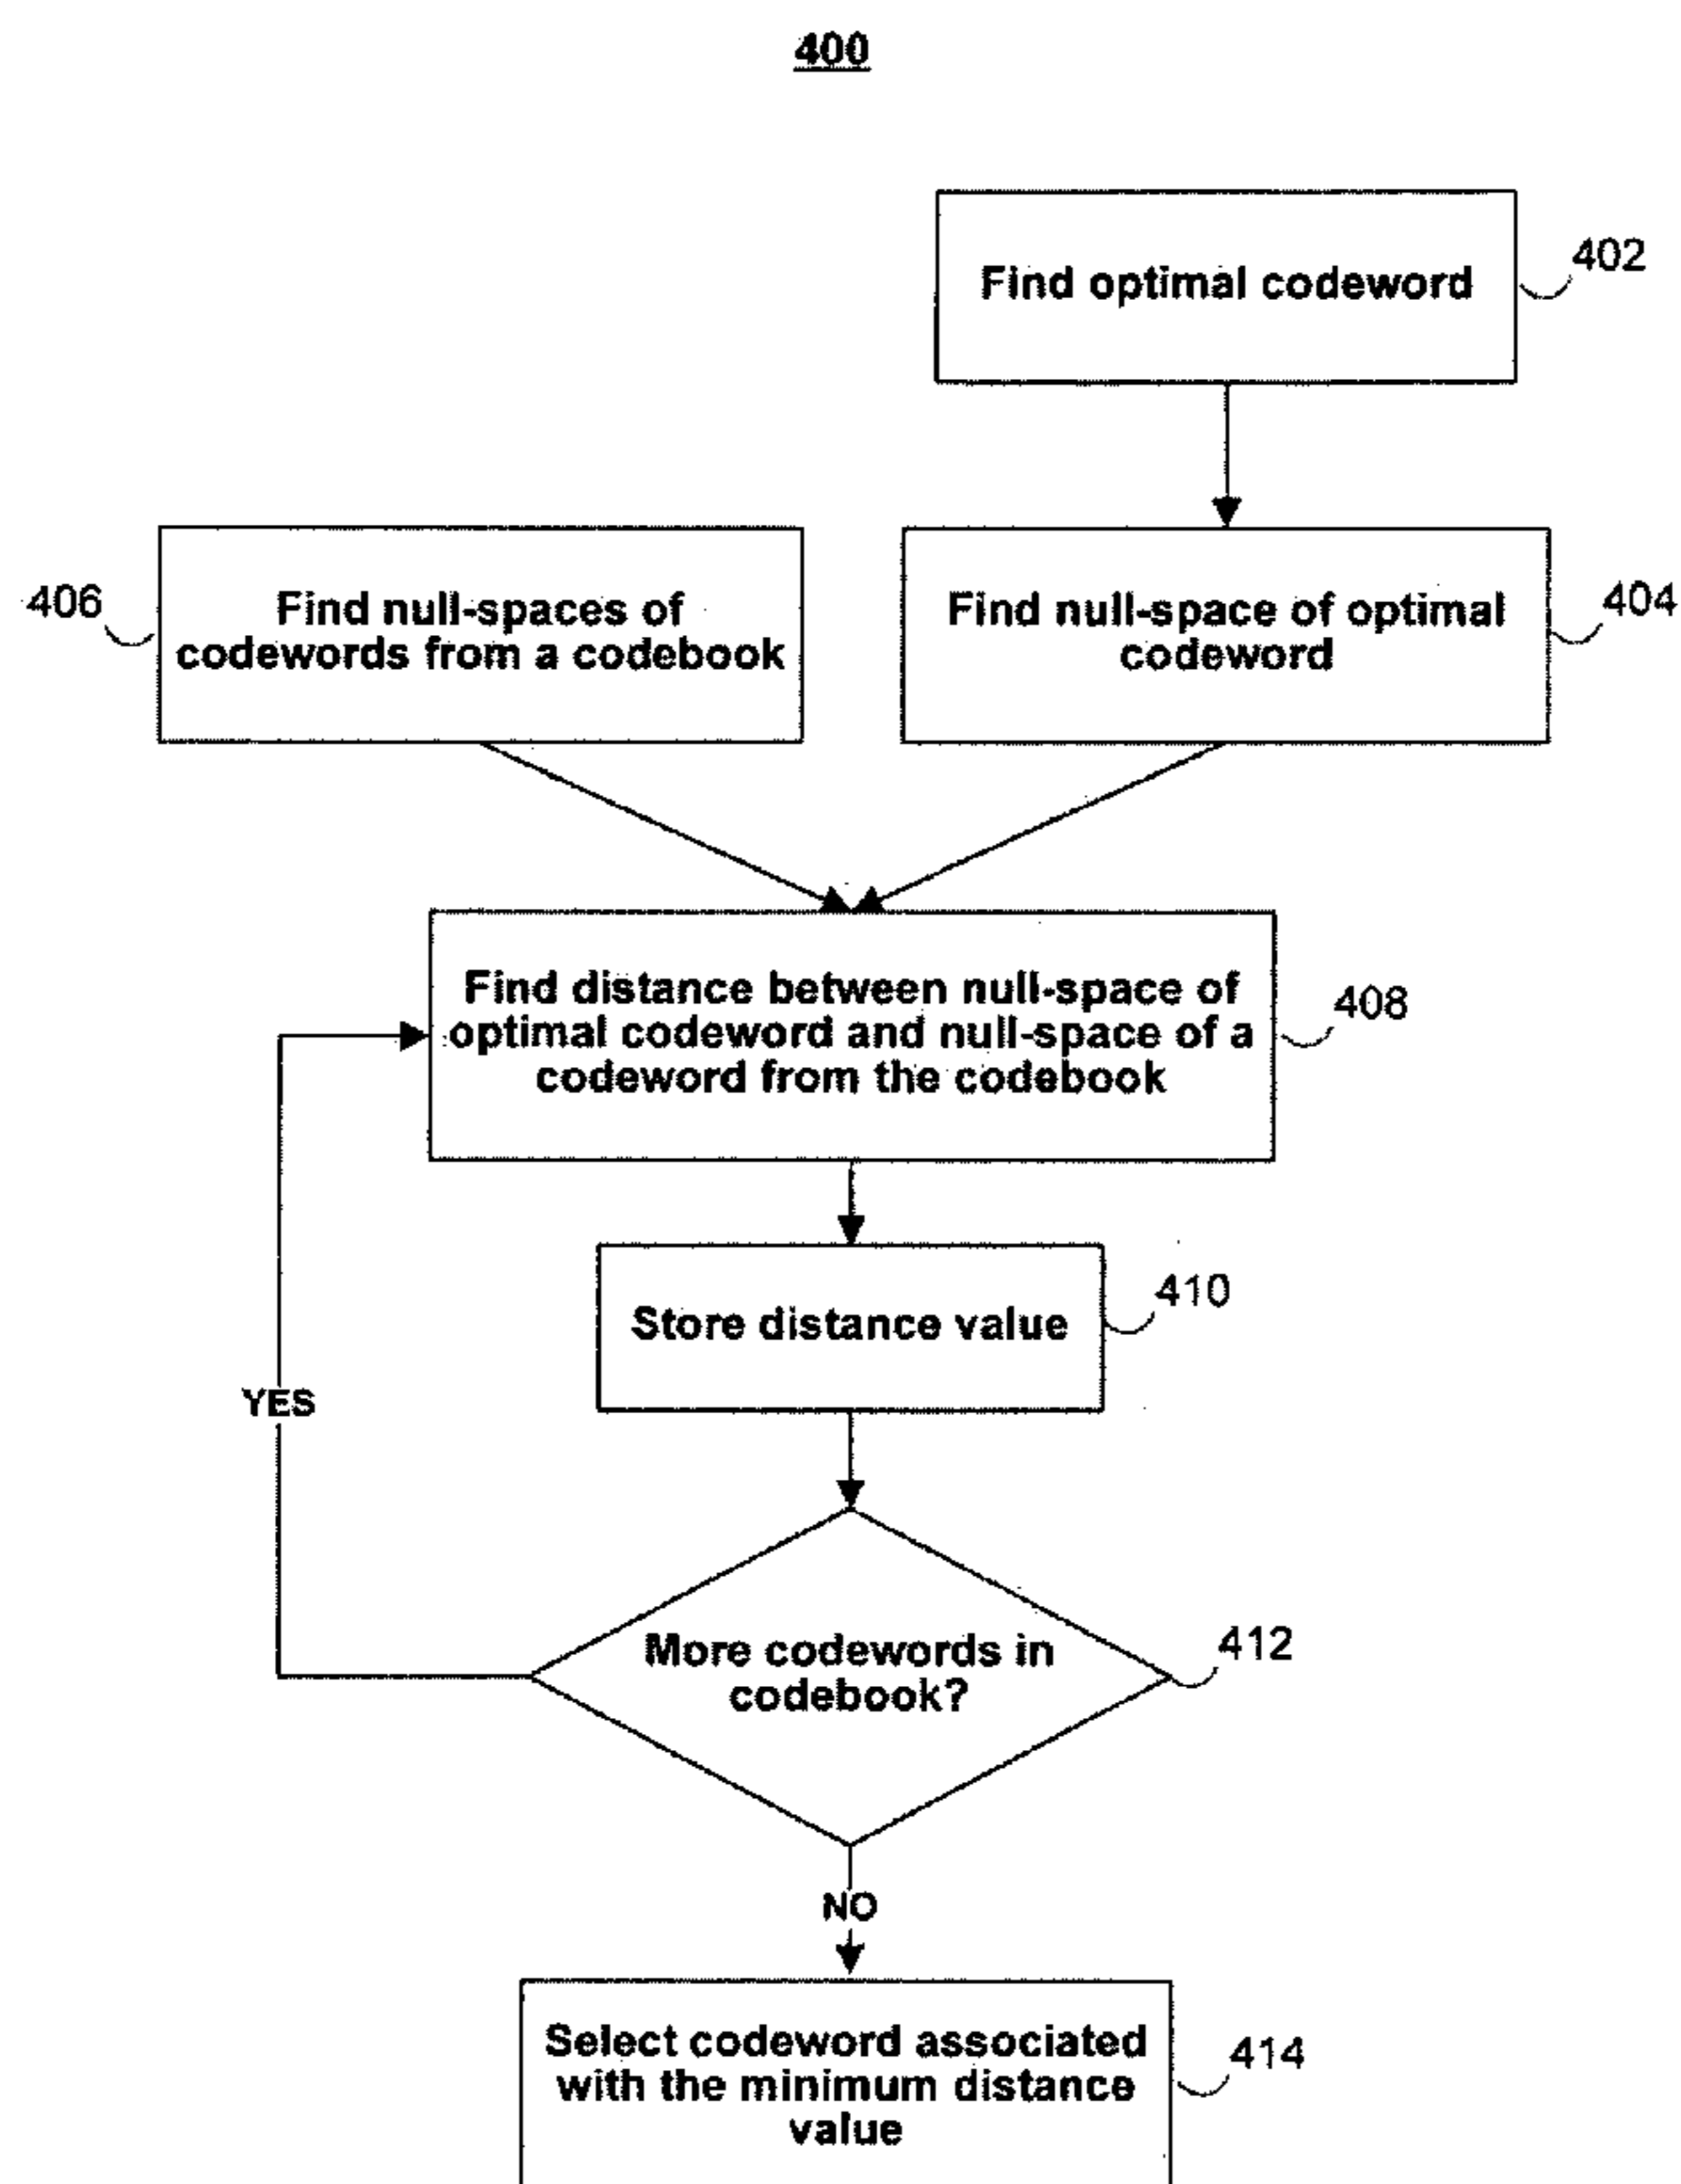 400
Find optimal codeword
402
406
Find null-spaces of
codewords from a codebook
Find null-space of optimal
codeword
404
Find distance between null-space of
optimal codeword and null-space of a
codeword from the codebook
408
Store distance value
410
YES
More codewords in
codebook?
412
NO
Select codeword associated
with the minimum distance
value
414